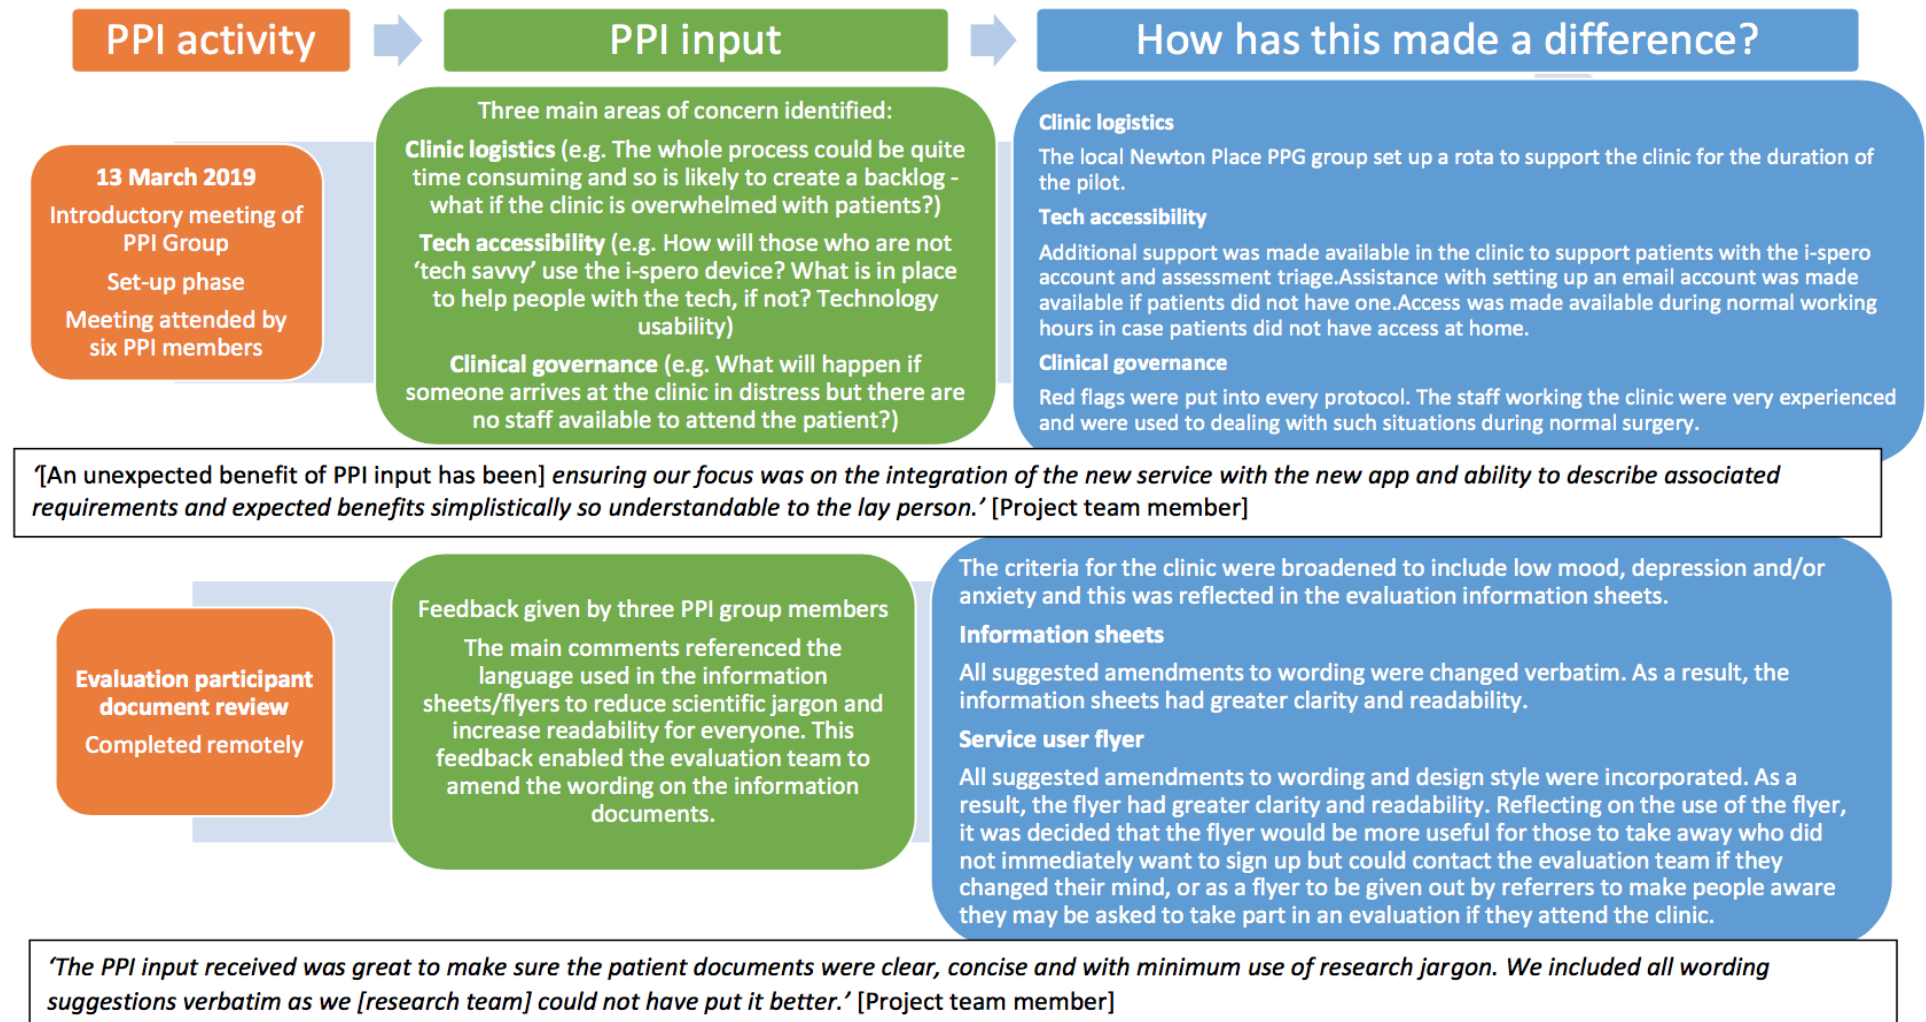 PPI activity
PPI input
How has this made a difference?
13 March 2019
Introductory meeting of
PPI Group
Set-up phase
Meeting attended by
six PPI members
Three main areas of concern identified:
Clinic logistics (e.g. The whole process could be quite
time consuming and so is likely to create a backlog -
what if the clinic is overwhelmed with patients?)
Tech accessibility (e.g. How will those who are not
‘tech savvy’ use the i-spero device? What is in place
to help people with the tech, if not? Technology
usability)
Clinical governance (e.g. What will happen if
someone arrives at the clinic in distress but there are
no staff available to attend the patient?)
Clinic logistics
The local Newton Place PPG group set up a rota to support the clinic for the duration of
the pilot.
Tech accessibility
Additional support was made available in the clinic to support patients with the i-spero
account and assessment triage.Assistance with setting up an email account was made
available if patients did not have one.Access was made available during normal working
hours in case patients did not have access at home.
Clinical governance
Red flags were put into every protocol. The staff working the clinic were very experienced
and were used to dealing with such situations during normal surgery.
‘[An unexpected benefit of PPI input has been] ensuring our focus was on the integration of the new service with the new app and ability to describe associated
requirements and expected benefits simplistically so understandable to the lay person.’ [Project team member]
Evaluation participant
document review
Completed remotely
Feedback given by three PPI group members
The main comments referenced the
language used in the information
sheets/flyers to reduce scientific jargon and
increase readability for everyone. This
feedback enabled the evaluation team to
amend the wording on the information
documents.
The criteria for the clinic were broadened to include low mood, depression and/or
anxiety and this was reflected in the evaluation information sheets.
Information sheets
All suggested amendments to wording were changed verbatim. As a result, the
information sheets had greater clarity and readability.
Service user flyer
All suggested amendments to wording and design style were incorporated. As a
result, the flyer had greater clarity and readability. Reflecting on the use of the flyer,
it was decided that the flyer would be more useful for those to take away who did
not immediately want to sign up but could contact the evaluation team if they
changed their mind, or as a flyer to be given out by referrers to make people aware
they may be asked to take part in an evaluation if they attend the clinic.
‘The PPI input received was great to make sure the patient documents were clear, concise and with minimum use of research jargon. We included all wording
suggestions verbatim as we [research team] could not have put it better.’ [Project team member]